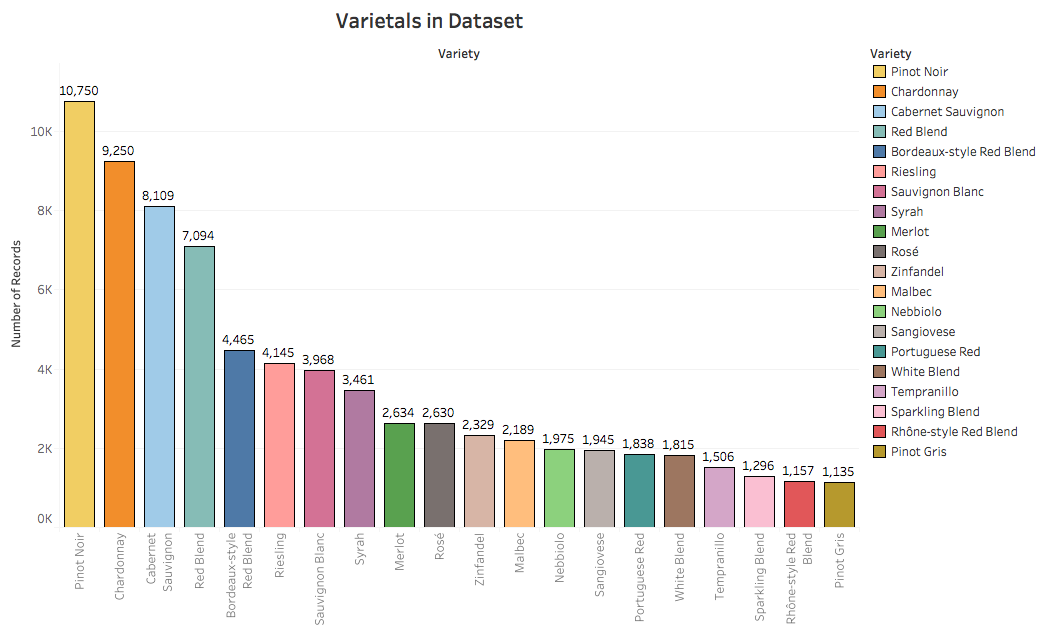 Varietals in Dataset
Variety
Number of Records
10K
8K
6K
4K
2K
0K
10,750
9,250
8,109
7,094
4,465
4,145
3,968
3,461
2,634
2,630
2,329
2,189
1,975
1,945
1,838
1,815
1,506
1,296
1,157
1,135
Pinot Noir
Chardonnay
Cabernet
Sauvignon
Red Blend
Bordeaux-style
Red Blend
Riesling
Sauvignon Blanc
Syrah
Merlot
Rosé
Zinfandel
Malbec
Nebbiolo
Sangiovese
Portuguese Red
White Blend
Tempranillo
Sparkling Blend
Rhône-style Red
Blend
Pinot Gris
Variety
Pinot Noir
Chardonnay
Cabernet Sauvignon
Red Blend
Bordeaux-style Red Blend
Riesling
Sauvignon Blanc
Syrah
Merlot
Rosé
Zinfandel
Malbec
Nebbiolo
Sangiovese
Portuguese Red
White Blend
Tempranillo
Sparkling Blend
Rhône-style Red Blend
Pinot Gris